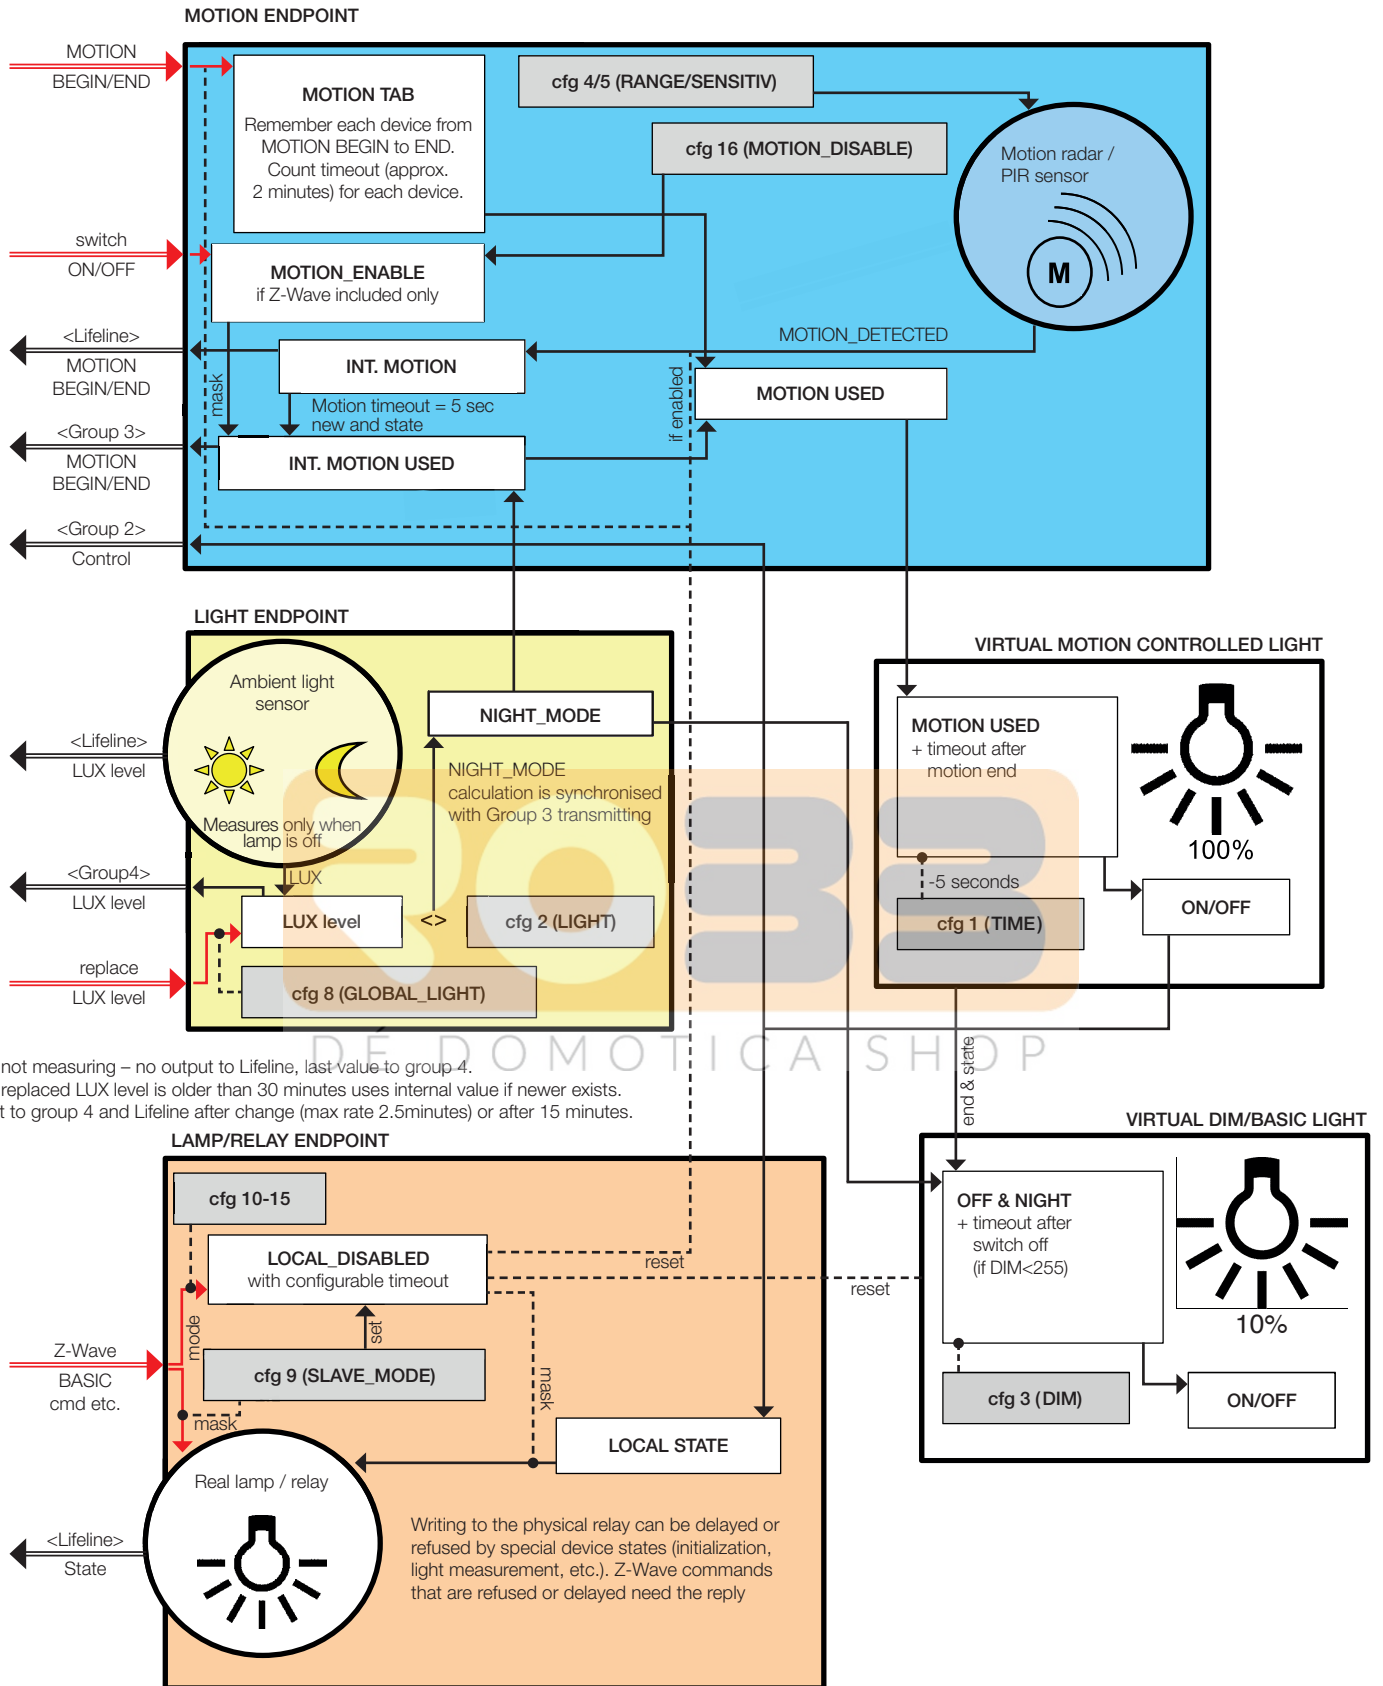 MOTION ENDPOINT
MOTION
BEGIN/END
MOTION TAB
Remember each device from
MOTION BEGIN to END.
Count timeout (approx.
2 minutes) for each device.
cfg 4/5 (RANGE/SENSITIV)
cfg 16 (MOTION_DISABLE)
Motion radar /
PIR sensor
M
switch
ON/OFF
MOTION_ENABLE
if Z-Wave included only
<Lifeline>
MOTION
BEGIN/END
mask
INT. MOTION
MOTION_DETECTED
Motion timeout = 5 sec
new and state
if enabled
MOTION USED
<Group 3>
MOTION
BEGIN/END
INT. MOTION USED
<Group 2>
Control
LIGHT ENDPOINT
Ambient light
sensor
Measures only when
lamp is off
NIGHT_MODE
NIGHT_MODE
calculation is synchronised
with Group 3 transmitting
<Lifeline>
LUX level
<Group4>
LUX level
LUX
LUX level
<>
cfg 2 (LIGHT)
replace
LUX level
cfg 8 (GLOBAL_LIGHT)
VIRTUAL MOTION CONTROLLED LIGHT
MOTION USED
+ timeout after
motion end
100%
-5 seconds
cfg 1 (TIME)
ON/OFF
ROBB
DÉ DOMOTICA SHOP
not measuring – no output to Lifeline, last value to group 4.
replaced LUX level is older than 30 minutes uses internal value if newer exists.
t to group 4 and Lifeline after change (max rate 2.5minutes) or after 15 minutes.
end & state
VIRTUAL DIM/BASIC LIGHT
OFF & NIGHT
+ timeout after
switch off
(if DIM<255)
10%
cfg 3 (DIM)
ON/OFF
LAMP/RELAY ENDPOINT
cfg 10-15
LOCAL_DISABLED
with configurable timeout
reset
reset
mode
set
Z-Wave
BASIC
cmd etc.
cfg 9 (SLAVE_MODE)
mask
mask
LOCAL STATE
Real lamp / relay
<Lifeline>
State
Writing to the physical relay can be delayed or
refused by special device states (initialization,
light measurement, etc.). Z-Wave commands
that are refused or delayed need the reply